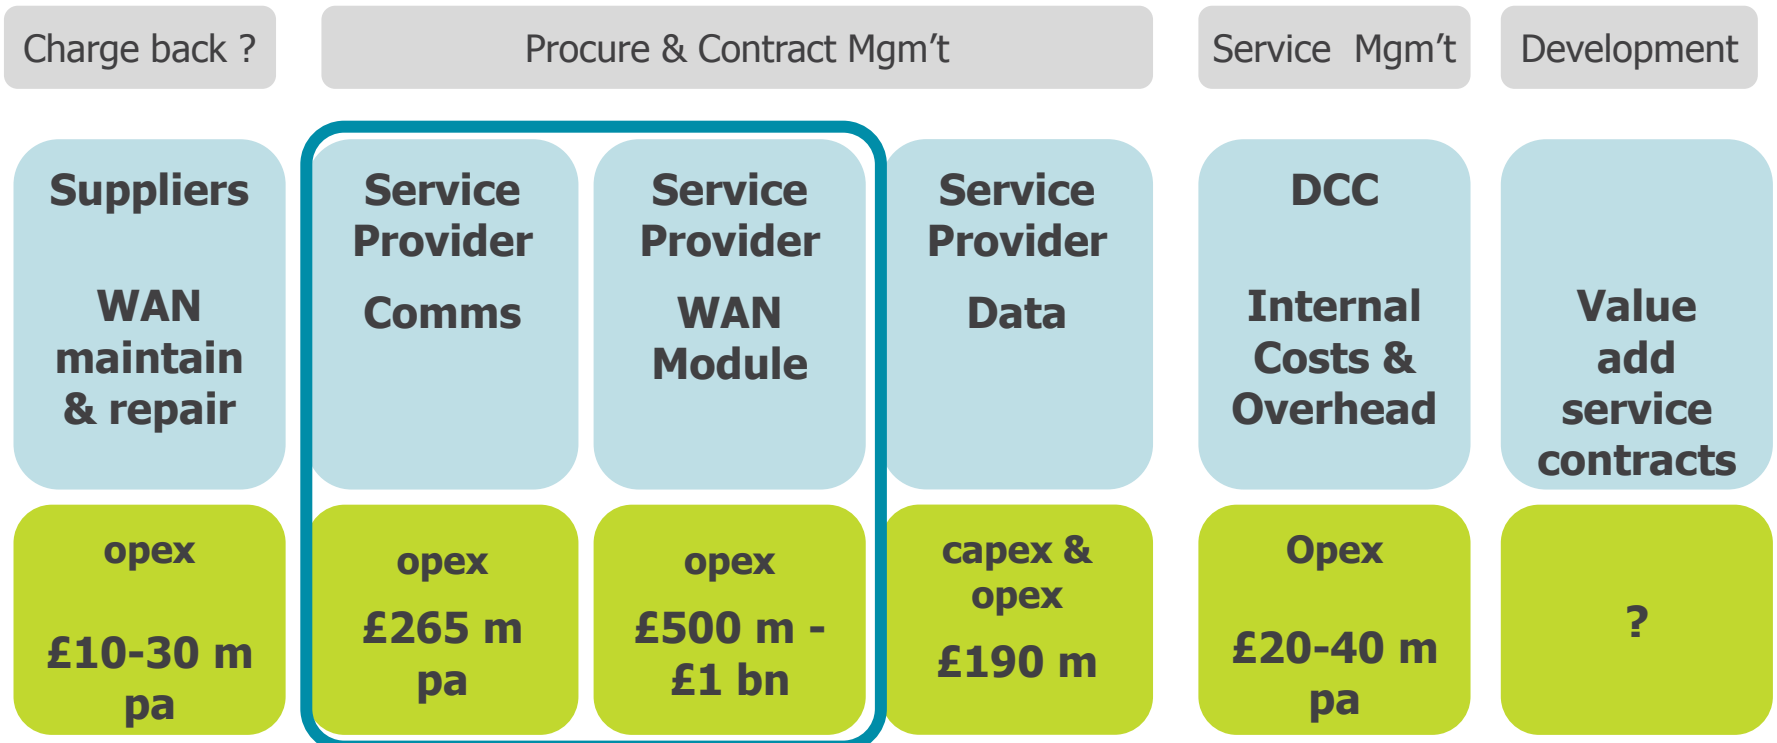 Charge back ?
Procure & Contract Mgm't
Service Mgm't
Development
Suppliers
WAN
maintain
& repair
Service
Provider
Comms
Service
Provider
WAN
Module
Service
Provider
Data
DCC
Internal
Costs &
Overhead
Value
add
service
contracts
opex
£10-30 m
pa
opex
£265 m
pa
opex
£500 m -
£1 bn
capex &
opex
£190 m
Opex
£20-40 m
pa
?